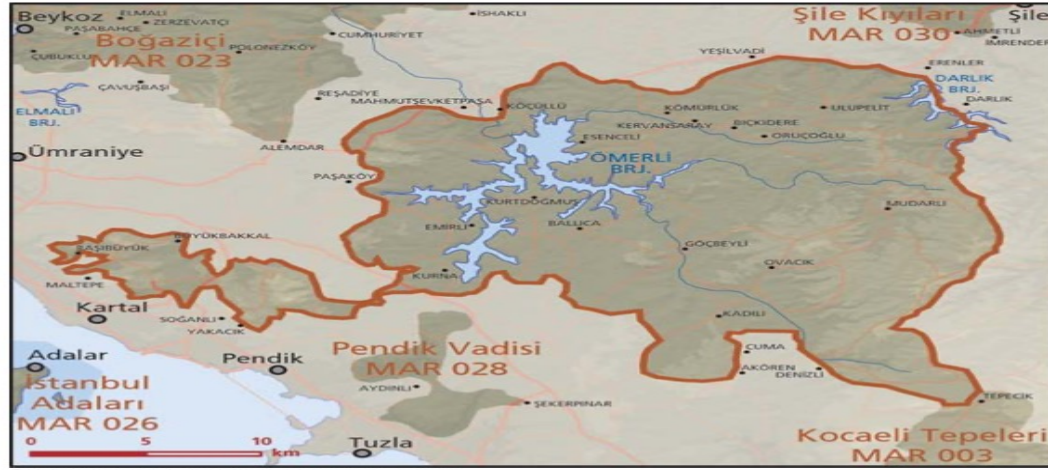 Beykoz
ELMALI
ZERZEVATÇI
PAŞABAHÇE
İSHAKLI
CUMHURİYET
Boğaziçi
MAR 023
POLONEZKÖY
ÇUBUKLU
ÇAVUŞBAŞI
REŞADİYE
ELMALI
BRJ.
Ümraniye
ALEMDAR
MAHMUTŞEVKETPAŞA
KÖÇÜLLÜ
PAŞAKÖY
Şile Kıyıları
MAR 030
Şile
AHMETLİ
İMRENDERE
YEŞİLVADİ
ERENLER
DARLIK
BRJ.
DARLIK
KÖMÜRLÜK
ULUPELİT
KERVANSARAY
BIÇKIDERE
ORUÇOĞLU
ESENCELİ
ÖMERLİ
BRJ.
KURTDOĞMUŞ
MUDARLI
EMİRLİ
BALLICA
GÖÇBEYLİ
OVACIK
KURNA
BÜYÜKBAKKAL
BAŞIBÜYÜK
MALTEPE
Kartal
SOĞANLI
YAKACIK
KADILI
CUMA
AKÖREN
DENİZLİ
Adalar
Pendik
Pendik Vadisi
MAR 028
AYDINLI
ŞEKERPINAR
TEPECİK
İstanbul
Adaları
MAR 026
Kocaeli Tepeleri
MAR 003
Tuzla
0 5 10
km